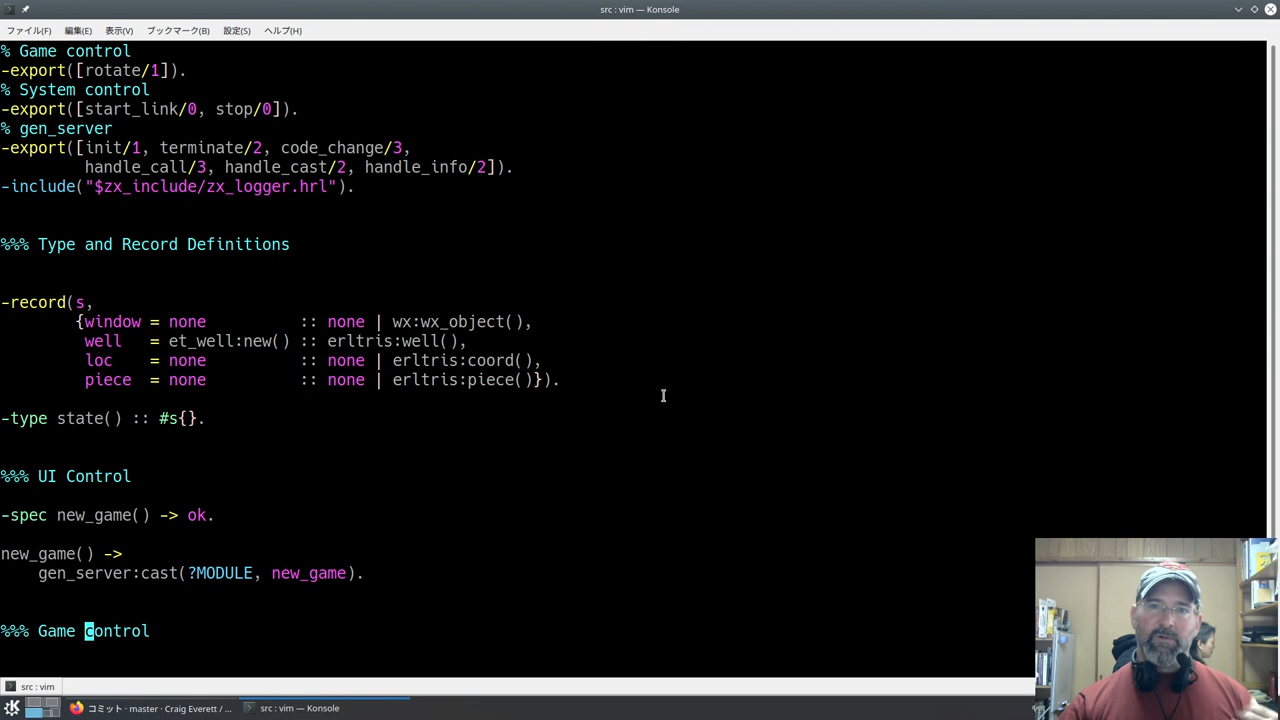 src : vim — Konsole
ファイル(F) 編集(E) 表示(V) ブックマーク(B) 設定(S) ヘルプ(H)
% Game control
-export([rotate/1]).
% System control
-export([start_link/0, stop/0]).
% gen_server
-export([init/1, terminate/2, code_change/3,
         handle_call/3, handle_cast/2, handle_info/2]).
-include("$zx_include/zx_logger.hrl").
%%% Type and Record Definitions
-record(s,
        {window = none          :: none | wx:wx_object(),
         well   = et_well:new() :: erltris:well(),
         loc    = none          :: none | erltris:coord(),
         piece  = none          :: none | erltris:piece()}).
-type state() :: #s{}.
%%% UI Control
-spec new_game() -> ok.
new_game() ->
    gen_server:cast(?MODULE, new_game).
%%% Game control
src : vim
コミット · master · Craig Everett / ... src : vim — Konsole